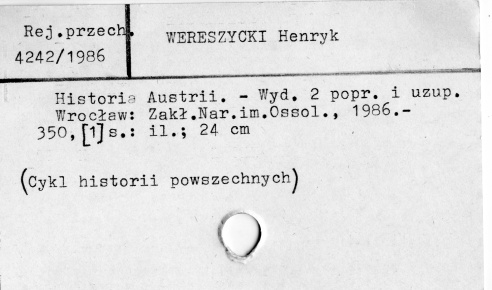 Rej.przech.
4242/1986
WERESZYCKI Henryk
Historia Austrii. - Wyd. 2 popr. i uzup.
Wrocław: Zakł.Nar.im.Ossol., 1986.-
350,[1]s.: il.; 24 cm
(Cykl historii powszechnych)